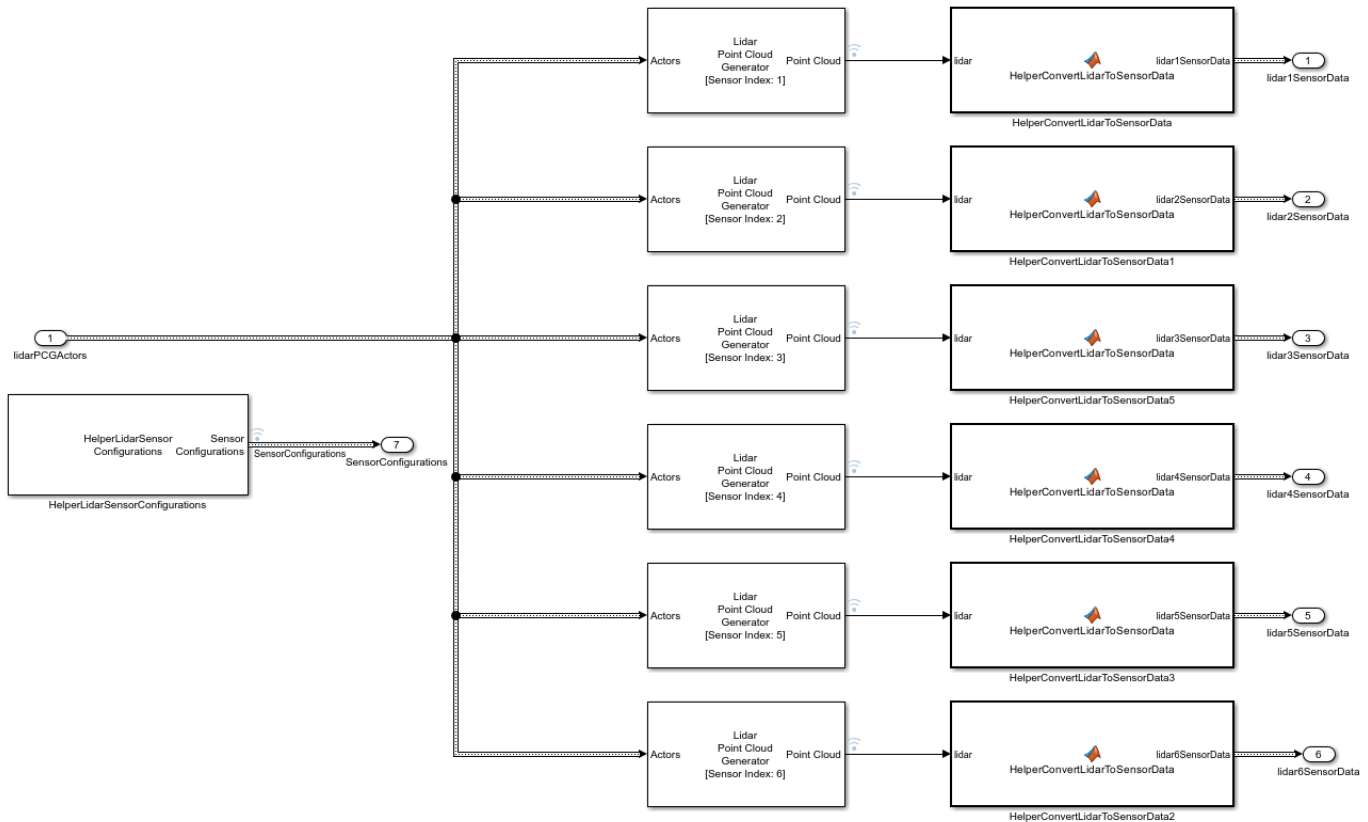 Lidar
Point Cloud
Generator
[Sensor Index: 1]
Actors
Point Cloud
lidar
HelperConvertLidarToSensorData
lidar1SensorData
HelperConvertLidarToSensorData
1
lidar1SensorData
Lidar
Point Cloud
Generator
[Sensor Index: 2]
Actors
Point Cloud
lidar
HelperConvertLidarToSensorData
lidar2SensorData
HelperConvertLidarToSensorData1
2
lidar2SensorData
1
lidarPCGActors
Lidar
Point Cloud
Generator
[Sensor Index: 3]
Actors
Point Cloud
lidar
HelperConvertLidarToSensorData
lidar3SensorData
HelperConvertLidarToSensorData5
3
lidar3SensorData
HelperLidarSensor
Configurations
Sensor
Configurations
HelperLidarSensorConfigurations
SensorConfigurations
7
SensorConfigurations
Lidar
Point Cloud
Generator
[Sensor Index: 4]
Actors
Point Cloud
lidar
HelperConvertLidarToSensorData
lidar4SensorData
HelperConvertLidarToSensorData4
4
lidar4SensorData
Lidar
Point Cloud
Generator
[Sensor Index: 5]
Actors
Point Cloud
lidar
HelperConvertLidarToSensorData
lidar5SensorData
HelperConvertLidarToSensorData3
5
lidar5SensorData
Lidar
Point Cloud
Generator
[Sensor Index: 6]
Actors
Point Cloud
lidar
HelperConvertLidarToSensorData
lidar6SensorData
HelperConvertLidarToSensorData2
6
lidar6SensorData